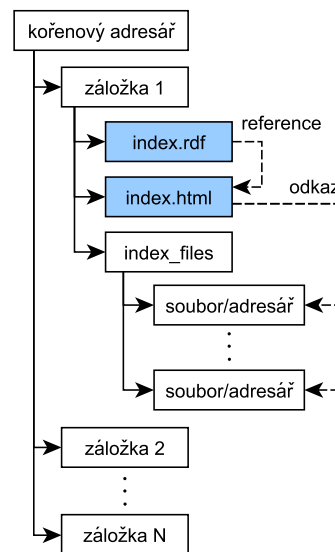 kořenový adresář
záložka 1
index.rdf
reference
index.html
odkaz
index_files
soubor/adresář
soubor/adresář
záložka 2
záložka N